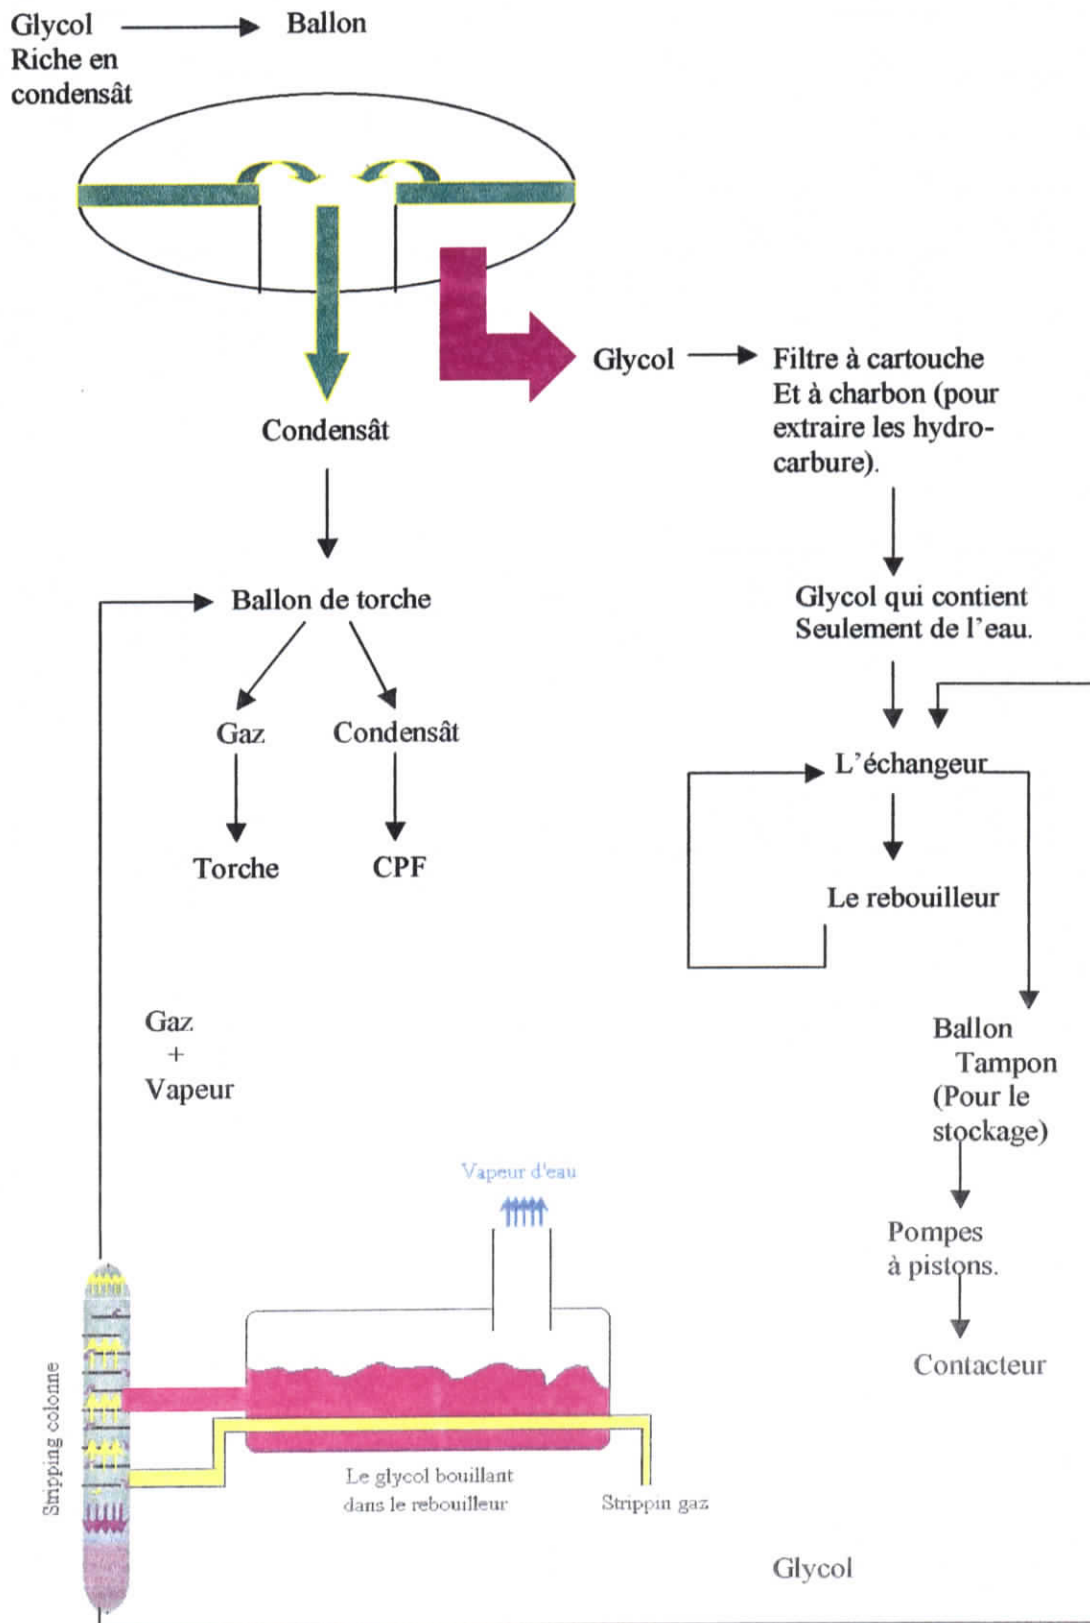 Glycol
Riche en
condensât
Ballon
Glycol
Filtre à cartouche
Et à charbon (pour
extraire les hydro-
carbure).
Condensât
Ballon de torche
Glycol qui contient
Seulement de l'eau.
Gaz
Condensât
L'échangeur
Torche
CPF
Le rebouilleur
Gaz
+
Vapeur
Ballon
Tampon
(Pour le
stockage)
Vapeur d'eau
Pompes
à pistons.
Contacteur
Stripping colonne
Le glycol bouillant
dans le rebouilleur
Strippin gaz
Glycol